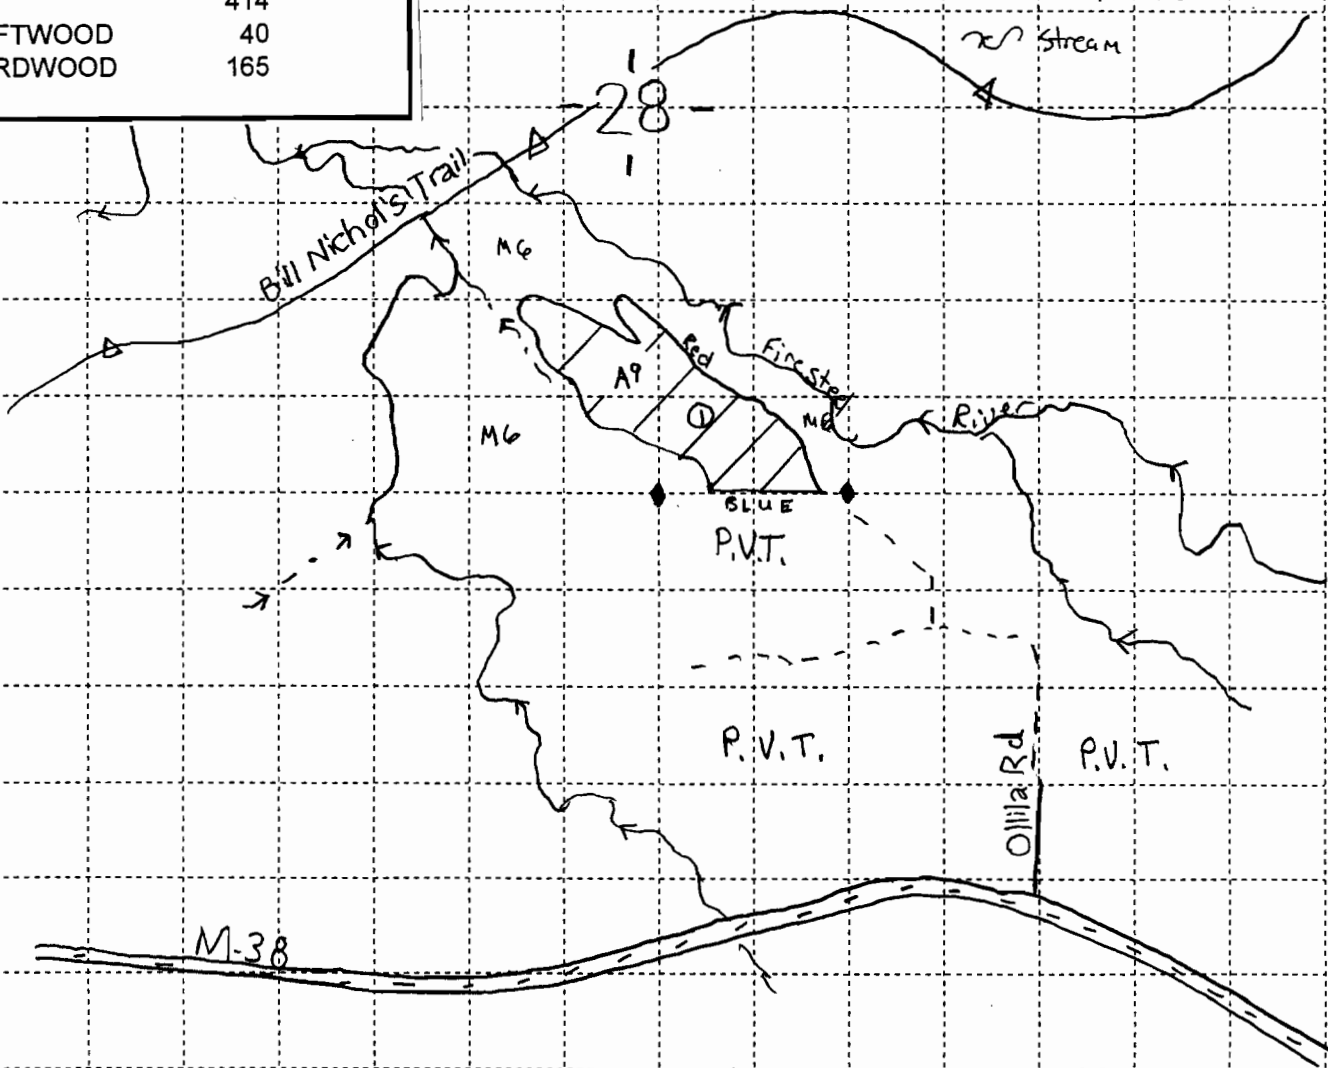 414
FTWOOD 40
RDWOOD 165
stream
28
Bill Nichol's Trail
M6
Red
Firesteel
A9
①
M6
River
M6
BLUE
P.V.T.
P.V.T.
Ollila Rd
P.V.T.
M-38